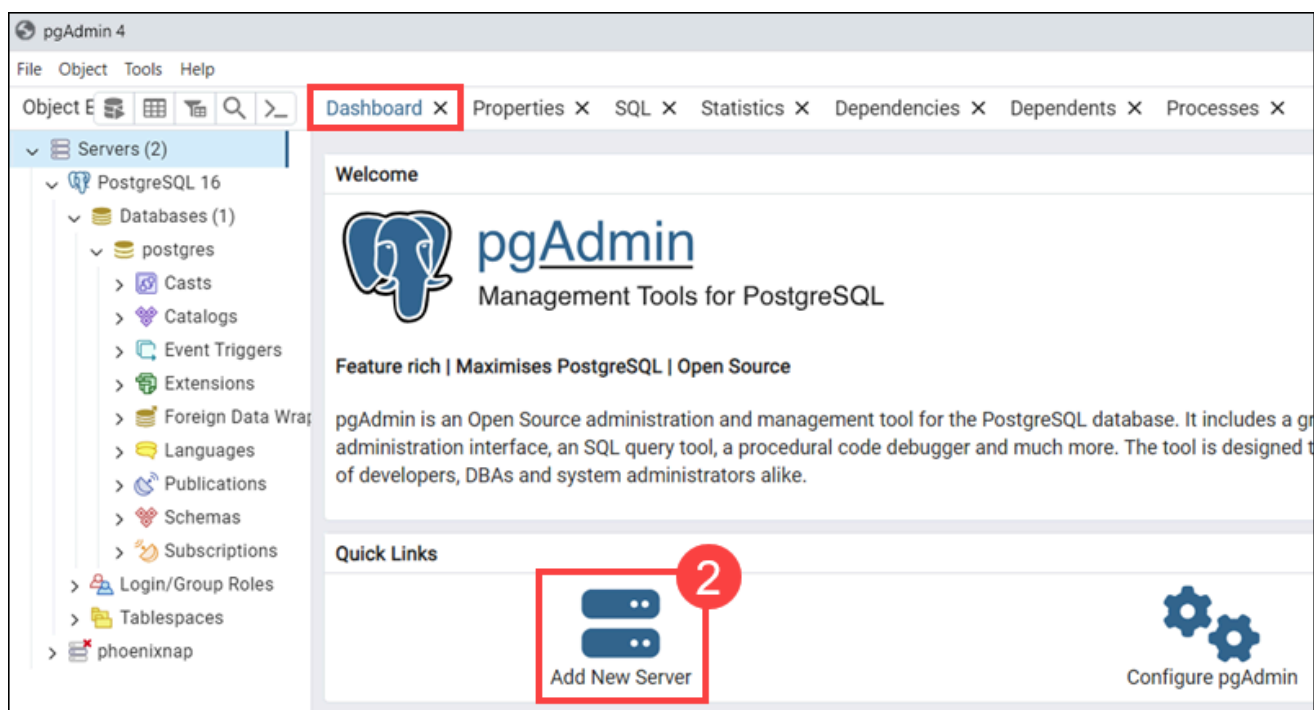 pgAdmin 4
File Object Tools Help
Object E Dashboard Properties SQL Statistics Dependencies Dependents Processes
Servers (2)
PostgreSQL 16
Databases (1)
postgres
Casts
Catalogs
Event Triggers
Extensions
Foreign Data Wrap
Languages
Publications
Schemas
Subscriptions
Login/Group Roles
Tablespaces
phoenixnap
Welcome
pgAdmin
Management Tools for PostgreSQL
Feature rich | Maximises PostgreSQL | Open Source
pgAdmin is an Open Source administration and management tool for the PostgreSQL database. It includes a gr
administration interface, an SQL query tool, a procedural code debugger and much more. The tool is designed t
of developers, DBAs and system administrators alike.
Quick Links
2
Add New Server
Configure pgAdmin